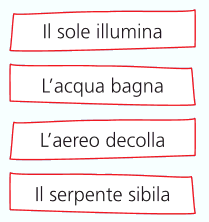 Il sole illumina
L'acqua bagna
L'aereo decolla
Il serpente sibila